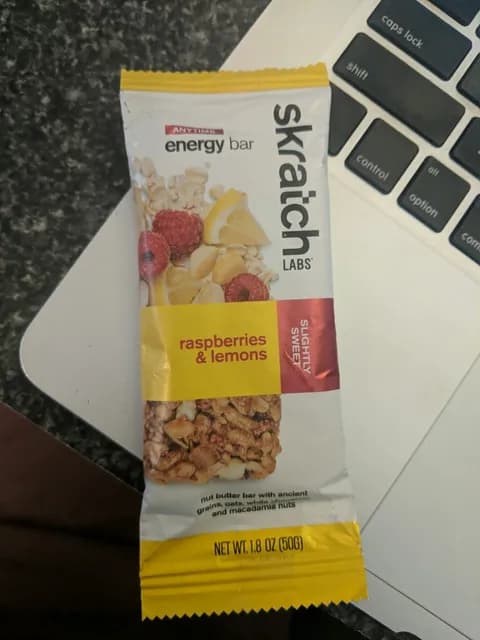 caps lock
shift
control
alt
option
ANYTIME
energy bar
skratch
LABS
raspberries
& lemons
SLIGHTLY
SWEET
nut butter bar with ancient
grains, oats, white
and macadamia nuts
NET WT. 1.8 OZ (50G)